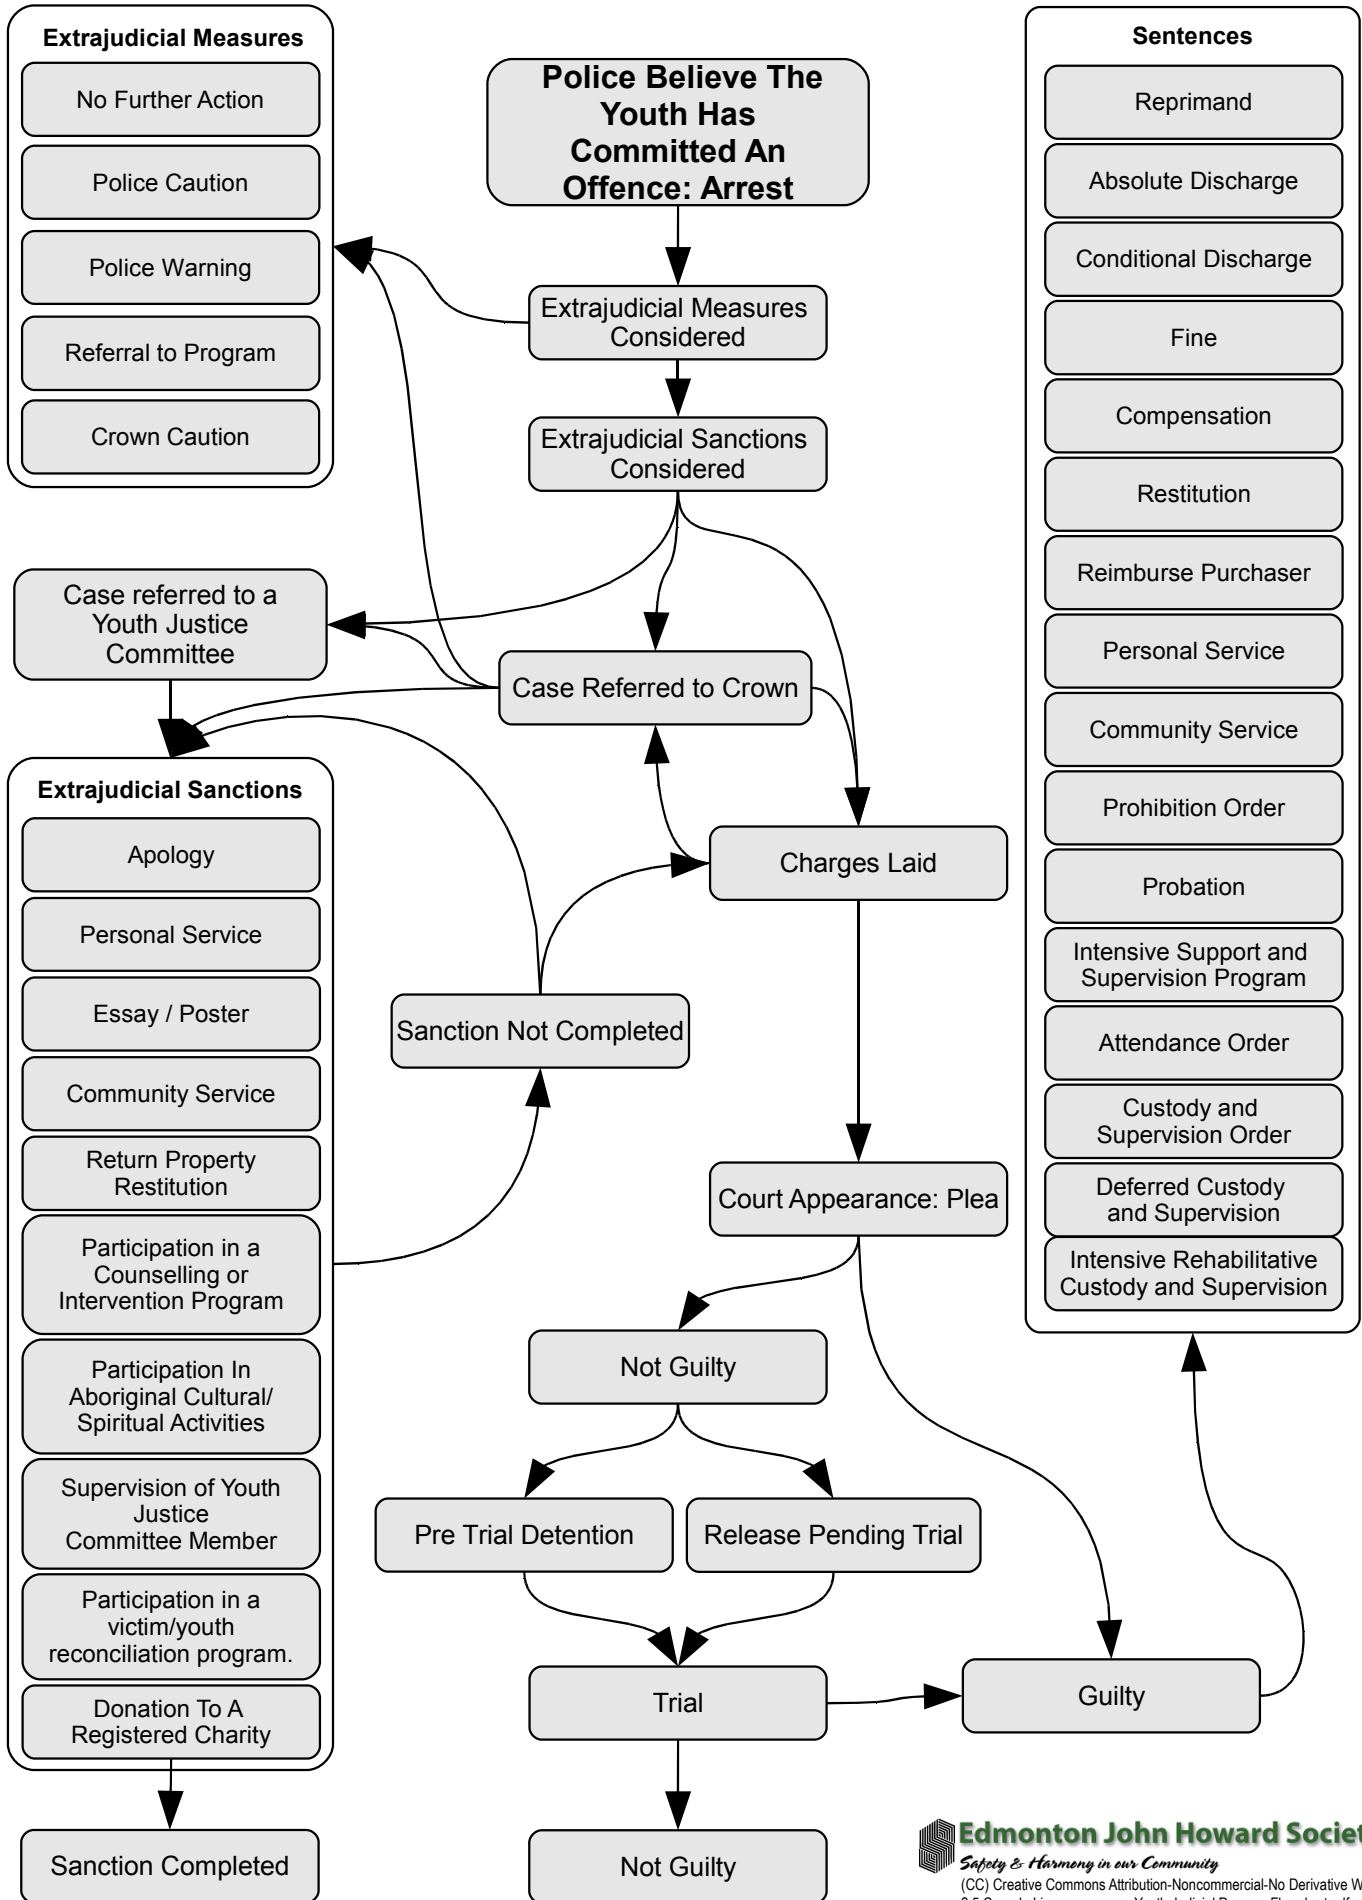 Extrajudicial Measures
No Further Action
Police Caution
Police Warning
Referral to Program
Crown Caution
Police Believe The
Youth Has
Committed An
Offence: Arrest
Extrajudicial Measures
Considered
Extrajudicial Sanctions
Considered
Case referred to a
Youth Justice
Committee
Case Referred to Crown
Extrajudicial Sanctions
Apology
Personal Service
Essay / Poster
Community Service
Return Property
Restitution
Participation in a
Counselling or
Intervention Program
Participation In
Aboriginal Cultural/
Spiritual Activities
Supervision of Youth
Justice
Committee Member
Participation in a
victim/youth
reconciliation program.
Donation To A
Registered Charity
Sanction Completed
Charges Laid
Sanction Not Completed
Court Appearance: Plea
Not Guilty
Pre Trial Detention
Release Pending Trial
Trial
Guilty
Not Guilty
Sentences
Reprimand
Absolute Discharge
Conditional Discharge
Fine
Compensation
Restitution
Reimburse Purchaser
Personal Service
Community Service
Prohibition Order
Probation
Intensive Support and
Supervision Program
Attendance Order
Custody and
Supervision Order
Deferred Custody
and Supervision
Intensive Rehabilitative
Custody and Supervision
Edmonton John Howard Societ
Safety & Harmony in our Community
(CC) Creative Commons Attribution-Noncommercial-No Derivative W